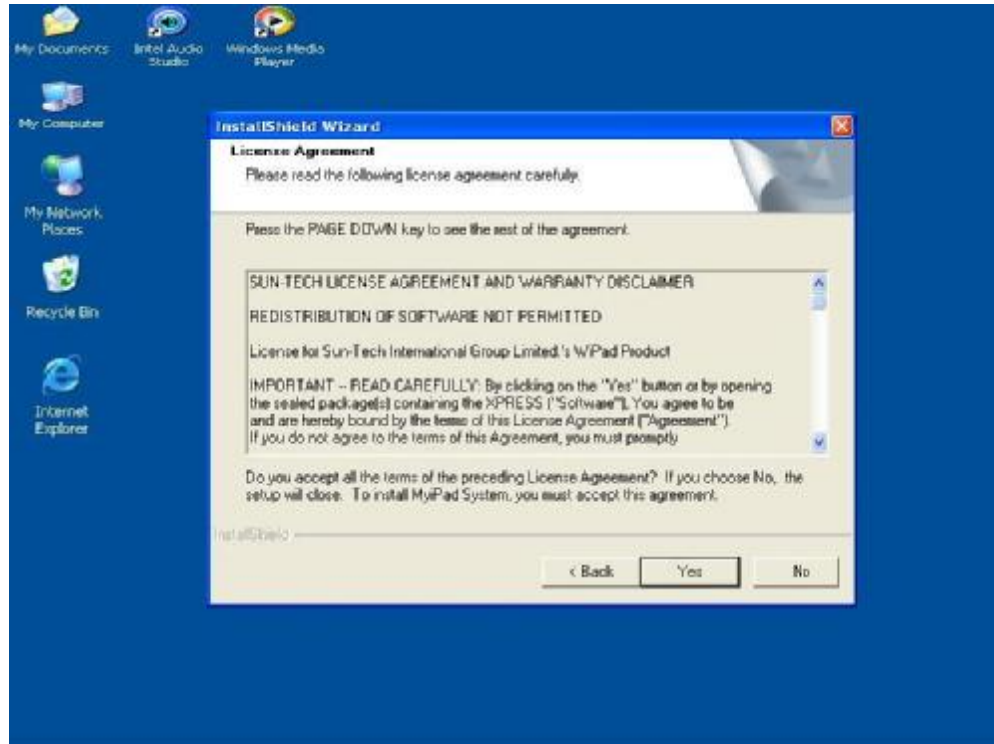 My Documents
Intel Audio
Studio
Windows Media
Player
My Computer
My Network
Places
Recycle Bin
Internet
Explorer
InstallShield Wizard
License Agreement
Please read the following license agreement carefully.
Press the PAGE DOWN key to see the rest of the agreement.
SUN-TECH LICENSE AGREEMENT AND WARRANTY DISCLAIMER
REDISTRIBUTION OF SOFTWARE NOT PERMITTED
License for Sun-Tech International Group Limited.'s WiPad Product
IMPORTANT -- READ CAREFULLY: By clicking on the "Yes" button or by opening
the sealed package(s) containing the XPRESS ("Software"), You agree to be
and are hereby bound by the terms of this License Agreement ("Agreement").
If you do not agree to the terms of this Agreement, you must promptly
Do you accept all the terms of the preceding License Agreement? If you choose No, the
setup will close. To install MyiPad System, you must accept this agreement.
InstallShield
< Back
Yes
No